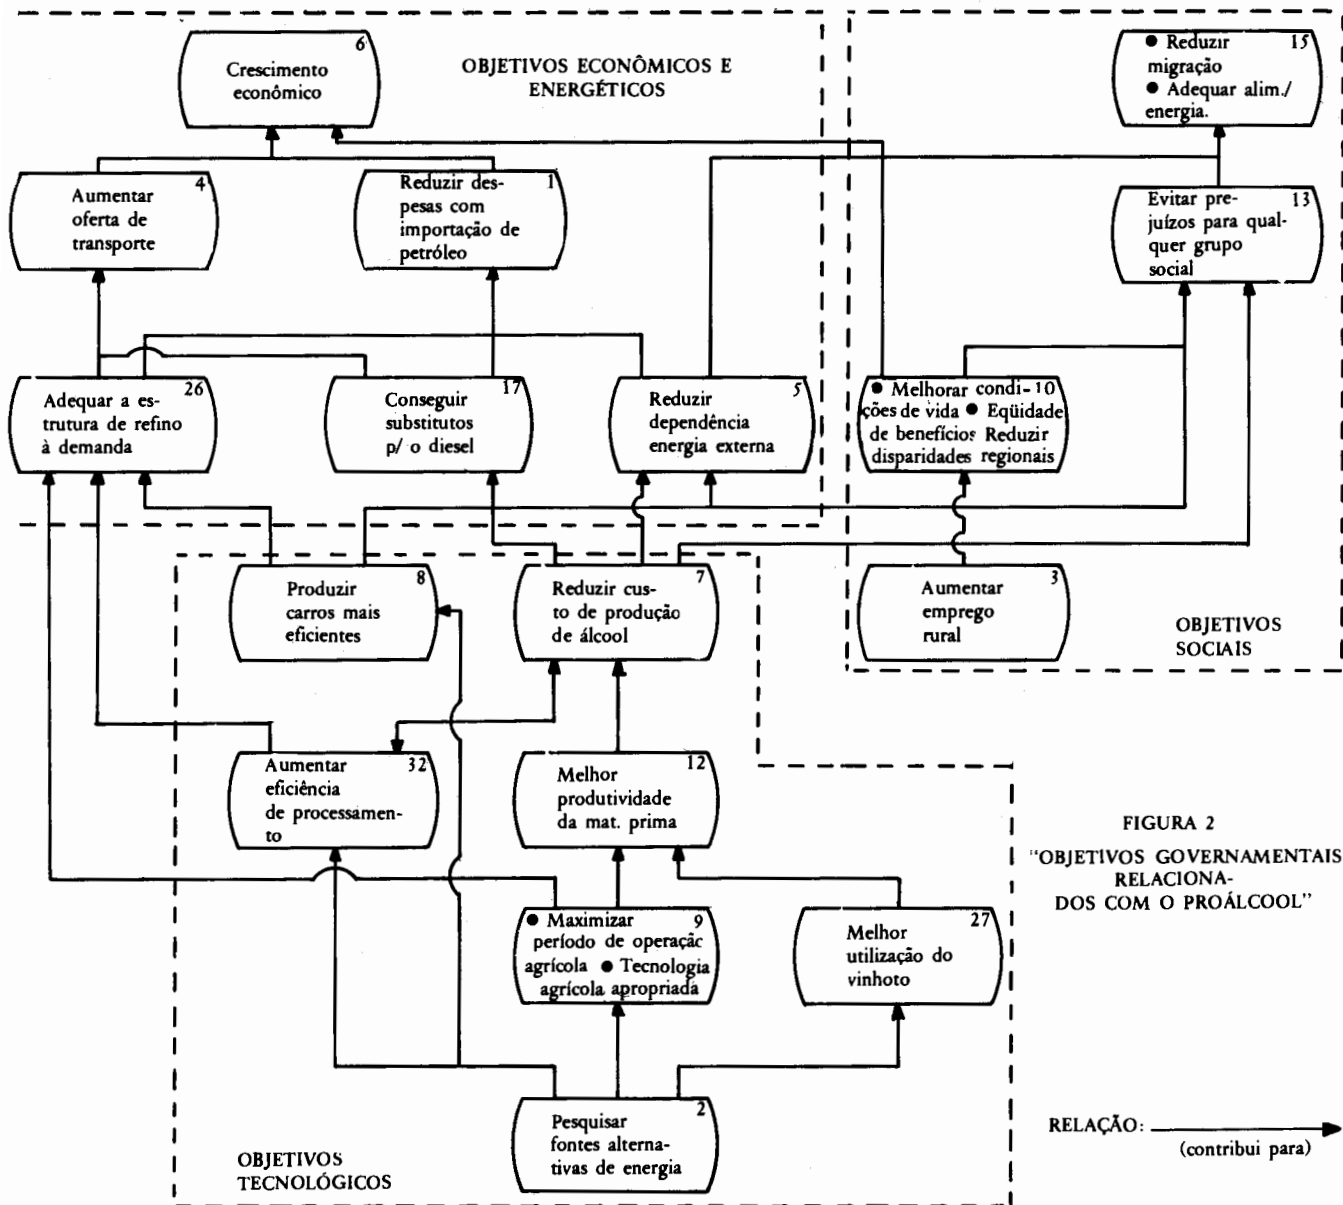 6
Crescimento
econômico
OBJETIVOS ECONÔMICOS E
ENERGÉTICOS
● Reduzir 15
migração
● Adequar alim./
energia.
4
Aumentar
oferta de
transporte
Reduzir des- 1
pesas com
importação de
petróleo
Evitar pre- 13
juízos para qual-
quer grupo
social
26
Adequar a es-
trutura de refino
à demanda
17
Conseguir
substitutos
p/ o diesel
5
Reduzir
dependência
energia externa
● Melhorar condi- 10
ções de vida ● Eqüidade
de benefícios Reduzir
disparidades regionais
8
Produzir
carros mais
eficientes
7
Reduzir cus-
to de produção
de álcool
3
Aumentar
emprego
rural
OBJETIVOS
SOCIAIS
Aumentar 32
eficiência
de processamen-
to
12
Melhor
produtividade
da mat. prima
FIGURA 2
"OBJETIVOS GOVERNAMENTAIS
RELACIONA-
DOS COM O PROÁLCOOL"
● Maximizar 9
período de operação
agrícola ● Tecnologia
agrícola apropriada
27
Melhor
utilização do
vinhoto
2
Pesquisar
fontes alterna-
tivas de energia
OBJETIVOS
TECNOLÓGICOS
RELAÇÃO:
(contribui para)